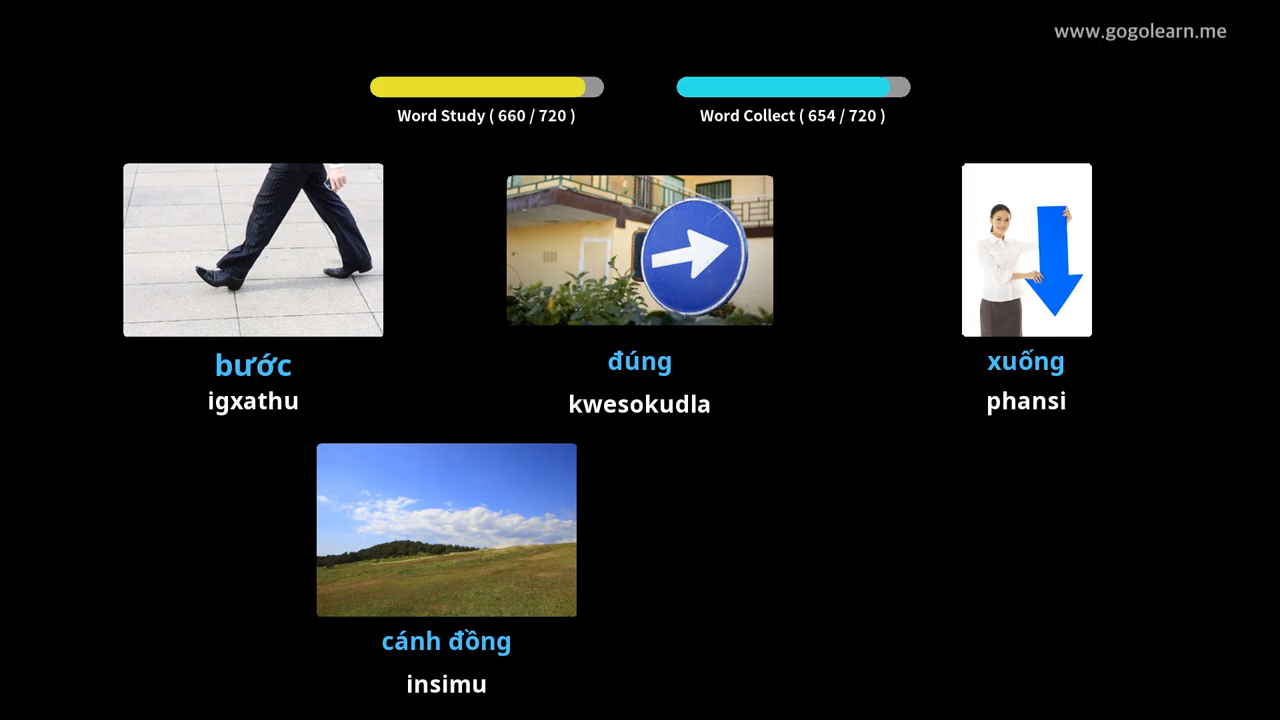 www.gogolearn.me
Word Study ( 660 / 720 )
Word Collect ( 654 / 720 )
bước
igxathu
đúng
kwesokudla
xuống
phansi
cánh đồng
insimu